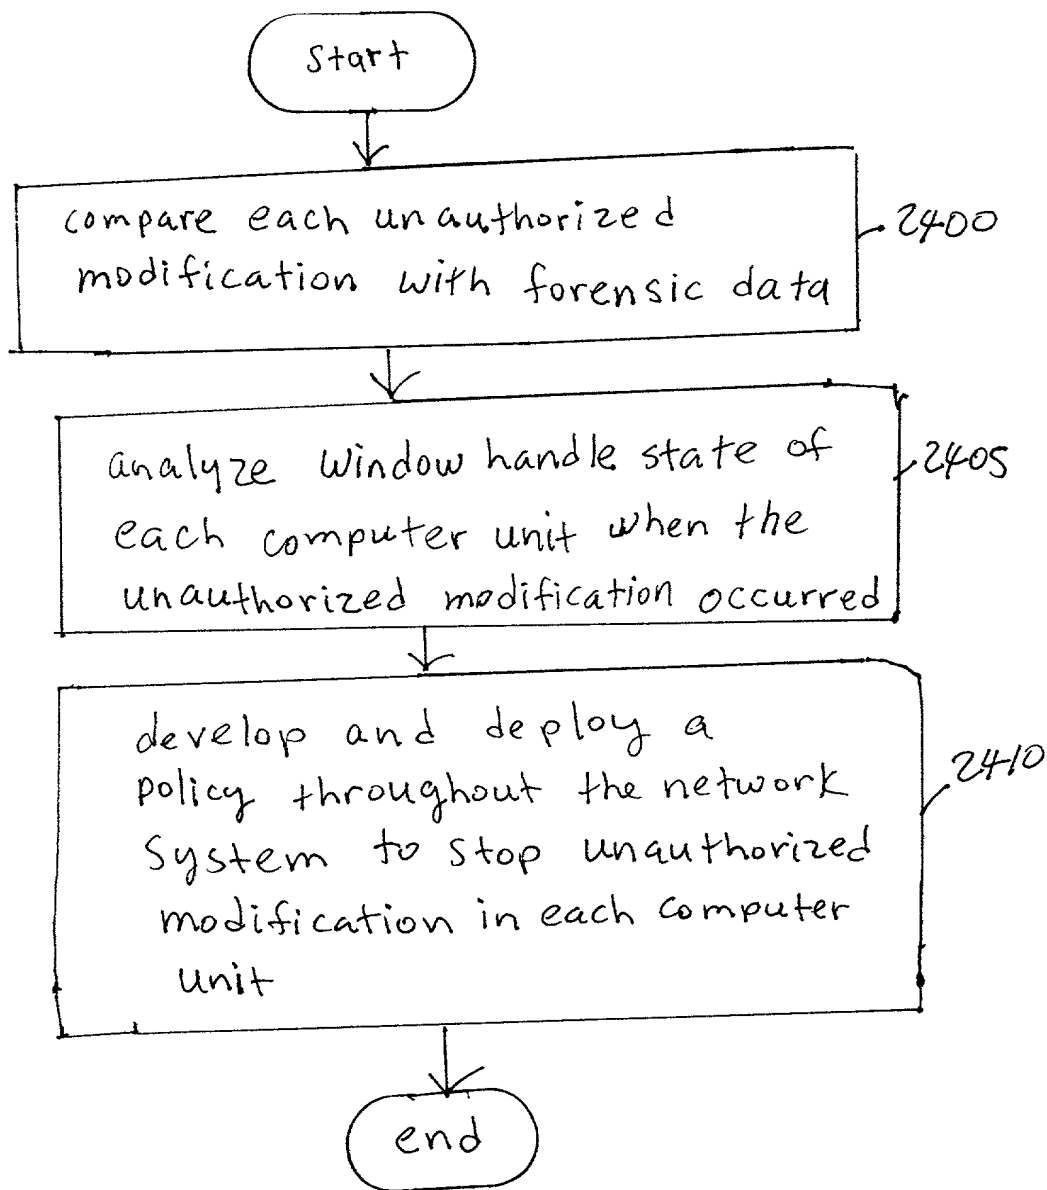 start
compare each unauthorized
2400
modification with forensic data
analyze window handle state of
2405
each computer unit when the
unauthorized modification occurred
develop and deploy a
2410
policy throughout the network
system to stop unauthorized
modification in each computer
unit
end